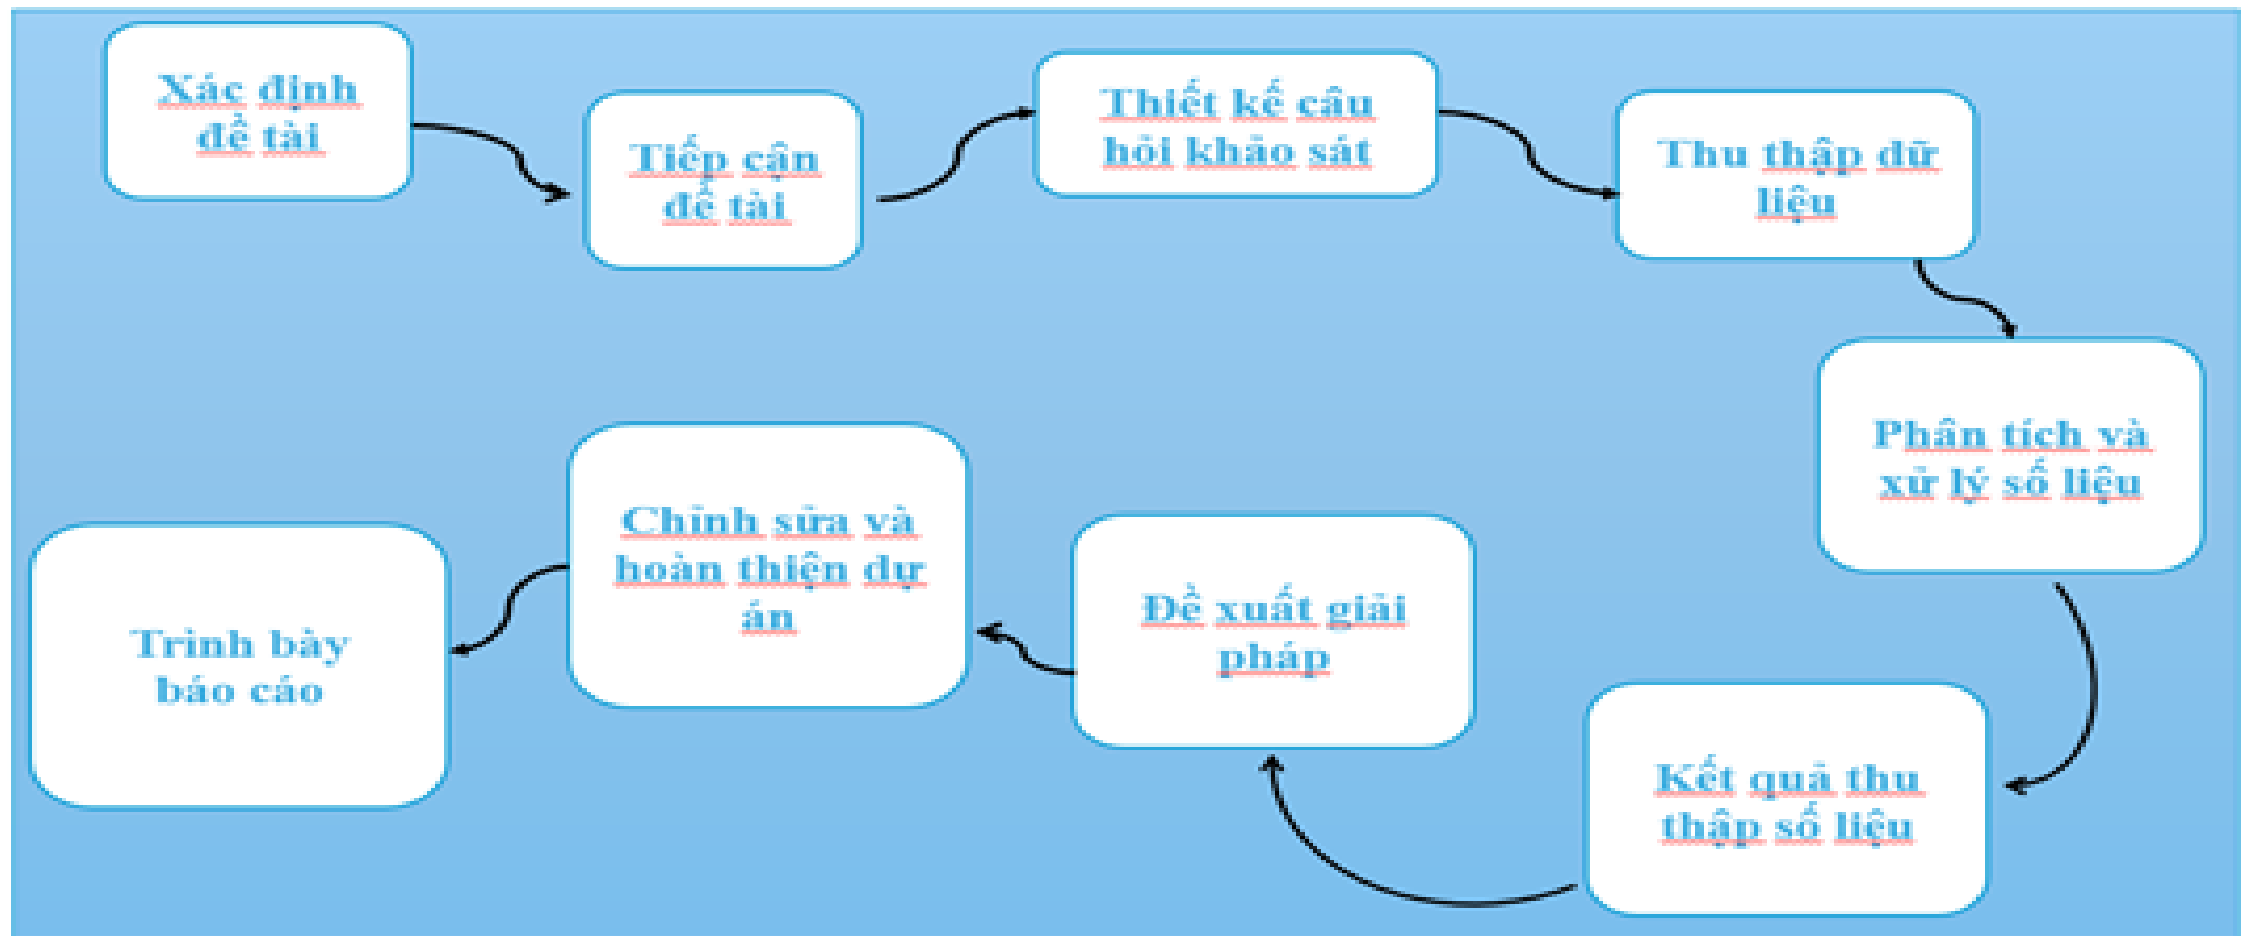 Xác định
đề tài
Tiếp cận
đề tài
Thiết kế câu
hỏi khảo sát
Thu thập dữ
liệu
Phân tích và
xử lý số liệu
Kết quả thu
thập số liệu
Đề xuất giải
pháp
Chỉnh sửa và
hoàn thiện dự
án
Trình bày
báo cáo